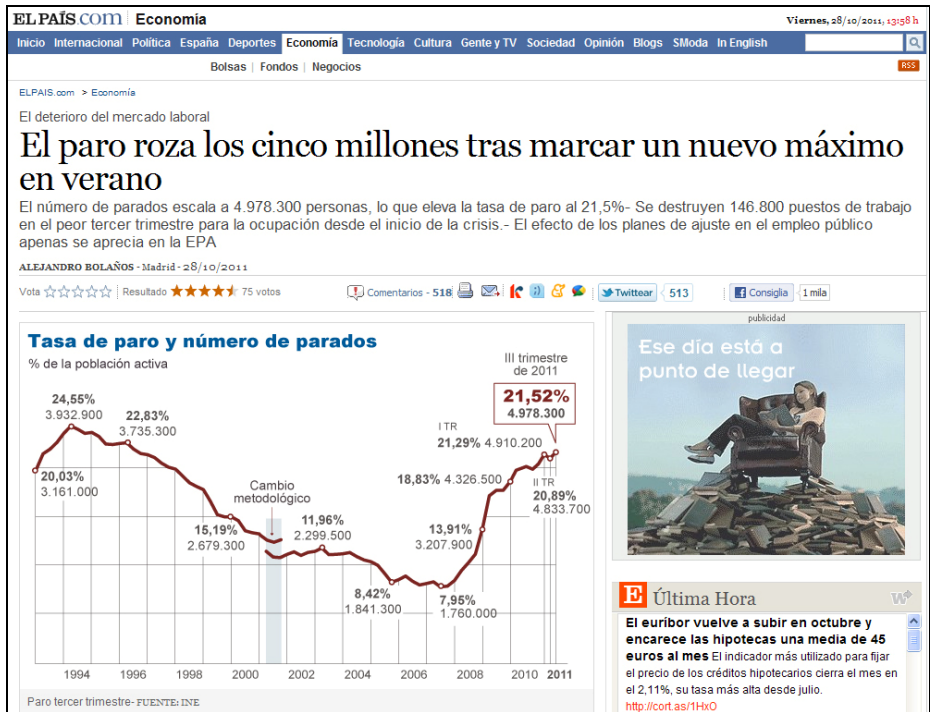 EL PAÍS.com Economía
Viernes, 28/10/2011, 13:58 h
Inicio Internacional Política España Deportes Economía Tecnología Cultura Gente y TV Sociedad Opinión Blogs SModa In English
Bolsas | Fondos | Negocios
RSS
ELPAIS.com > Economía
El deterioro del mercado laboral
El paro roza los cinco millones tras marcar un nuevo máximo
en verano
El número de parados escala a 4.978.300 personas, lo que eleva la tasa de paro al 21,5%- Se destruyen 146.800 puestos de trabajo
en el peor tercer trimestre para la ocupación desde el inicio de la crisis.- El efecto de los planes de ajuste en el empleo público
apenas se aprecia en la EPA
ALEJANDRO BOLAÑOS - Madrid - 28/10/2011
Vota Resultado 75 votos Comentarios - 518 Twittear 513 Consiglia 1 mila
Tasa de paro y número de parados
% de la población activa
24,55%
3.932.900
22,83%
3.735.300
20,03%
3.161.000
15,19%
2.679.300
Cambio
metodológico
11,96%
2.299.500
8,42%
1.841.300
7,95%
1.760.000
13,91%
3.207.900
18,83% 4.326.500
I TR
21,29% 4.910.200
II TR
20,89%
4.833.700
III trimestre
de 2011
21,52%
4.978.300
1994 1996 1998 2000 2002 2004 2006 2008 2010 2011
Paro tercer trimestre- FUENTE: INE
publicidad
Ese día está a
punto de llegar
E Última Hora
El euríbor vuelve a subir en octubre y
encarece las hipotecas una media de 45
euros al mes El indicador más utilizado para fijar
el precio de los créditos hipotecarios cierra el mes en
el 2,11%, su tasa más alta desde julio.
http://cort.as/1HxO